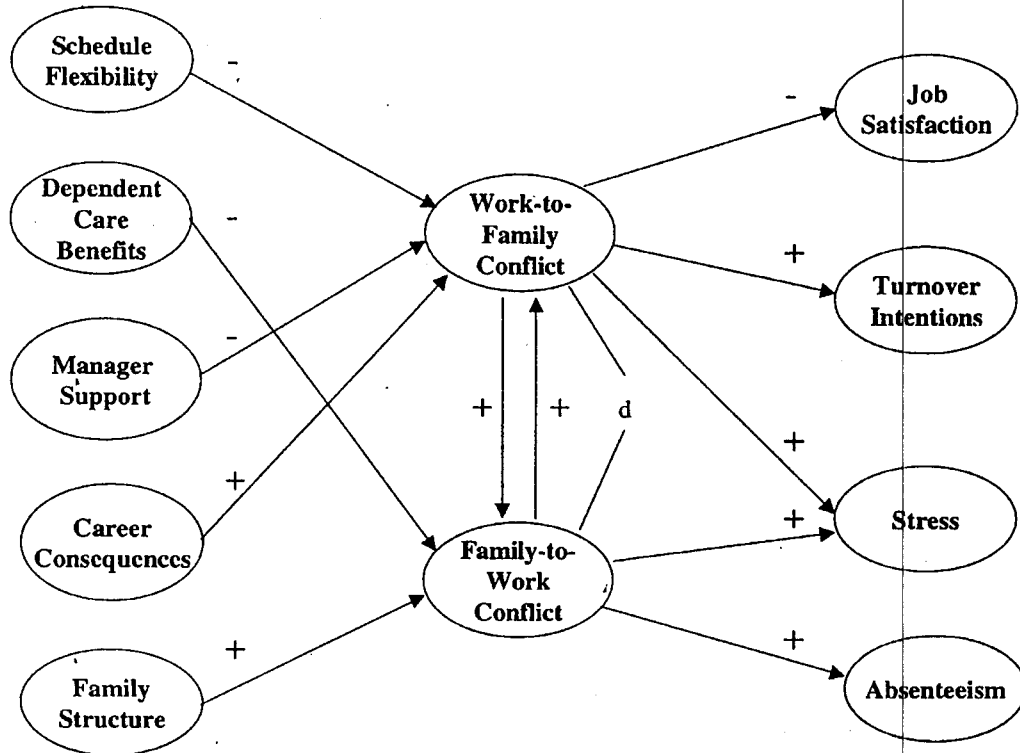 Schedule
Flexibility
-
Dependent
Care
Benefits
-
Manager
Support
-
Career
Consequences
+
Family
Structure
+
Work-to-
Family
Conflict
+
+
d
Family-to-
Work
Conflict
-
Job
Satisfaction
+
Turnover
Intentions
+
+
Stress
+
Absenteeism